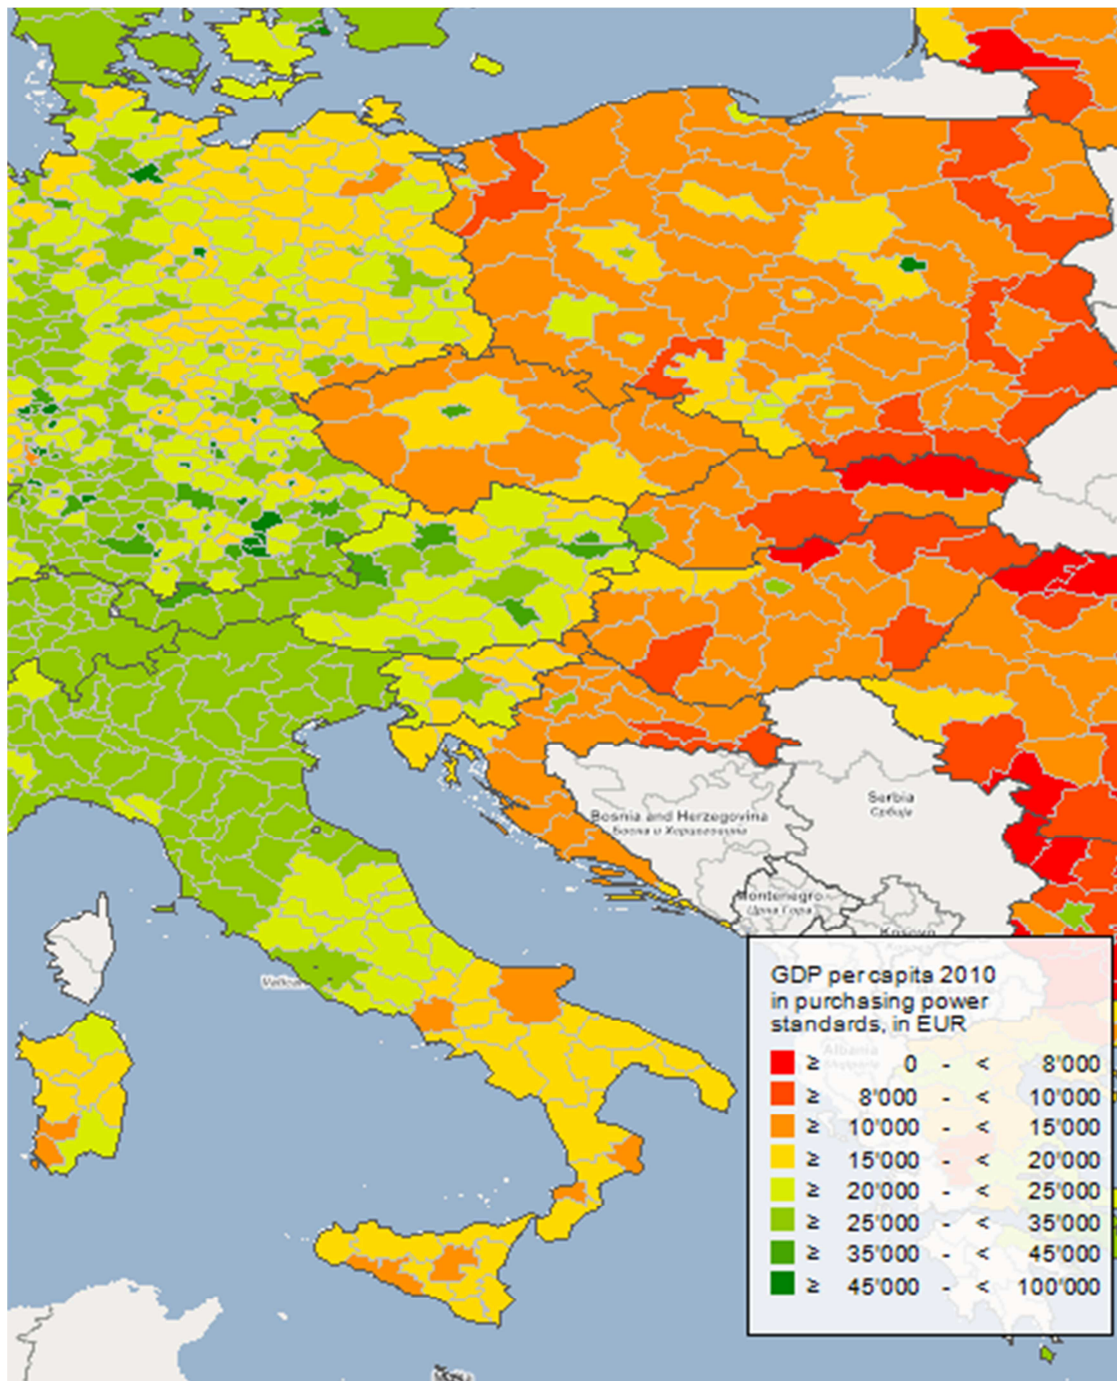 Bosnia and Herzegovina
Босна и Херцеговина
Serbia
Србија
Montenegro
Црна Гора
Kosovo
GDP per capita 2010
in purchasing power
standards, in EUR
Albania
≥ 0 - < 8'000
≥ 8'000 - < 10'000
≥ 10'000 - < 15'000
≥ 15'000 - < 20'000
≥ 20'000 - < 25'000
≥ 25'000 - < 35'000
≥ 35'000 - < 45'000
≥ 45'000 - < 100'000